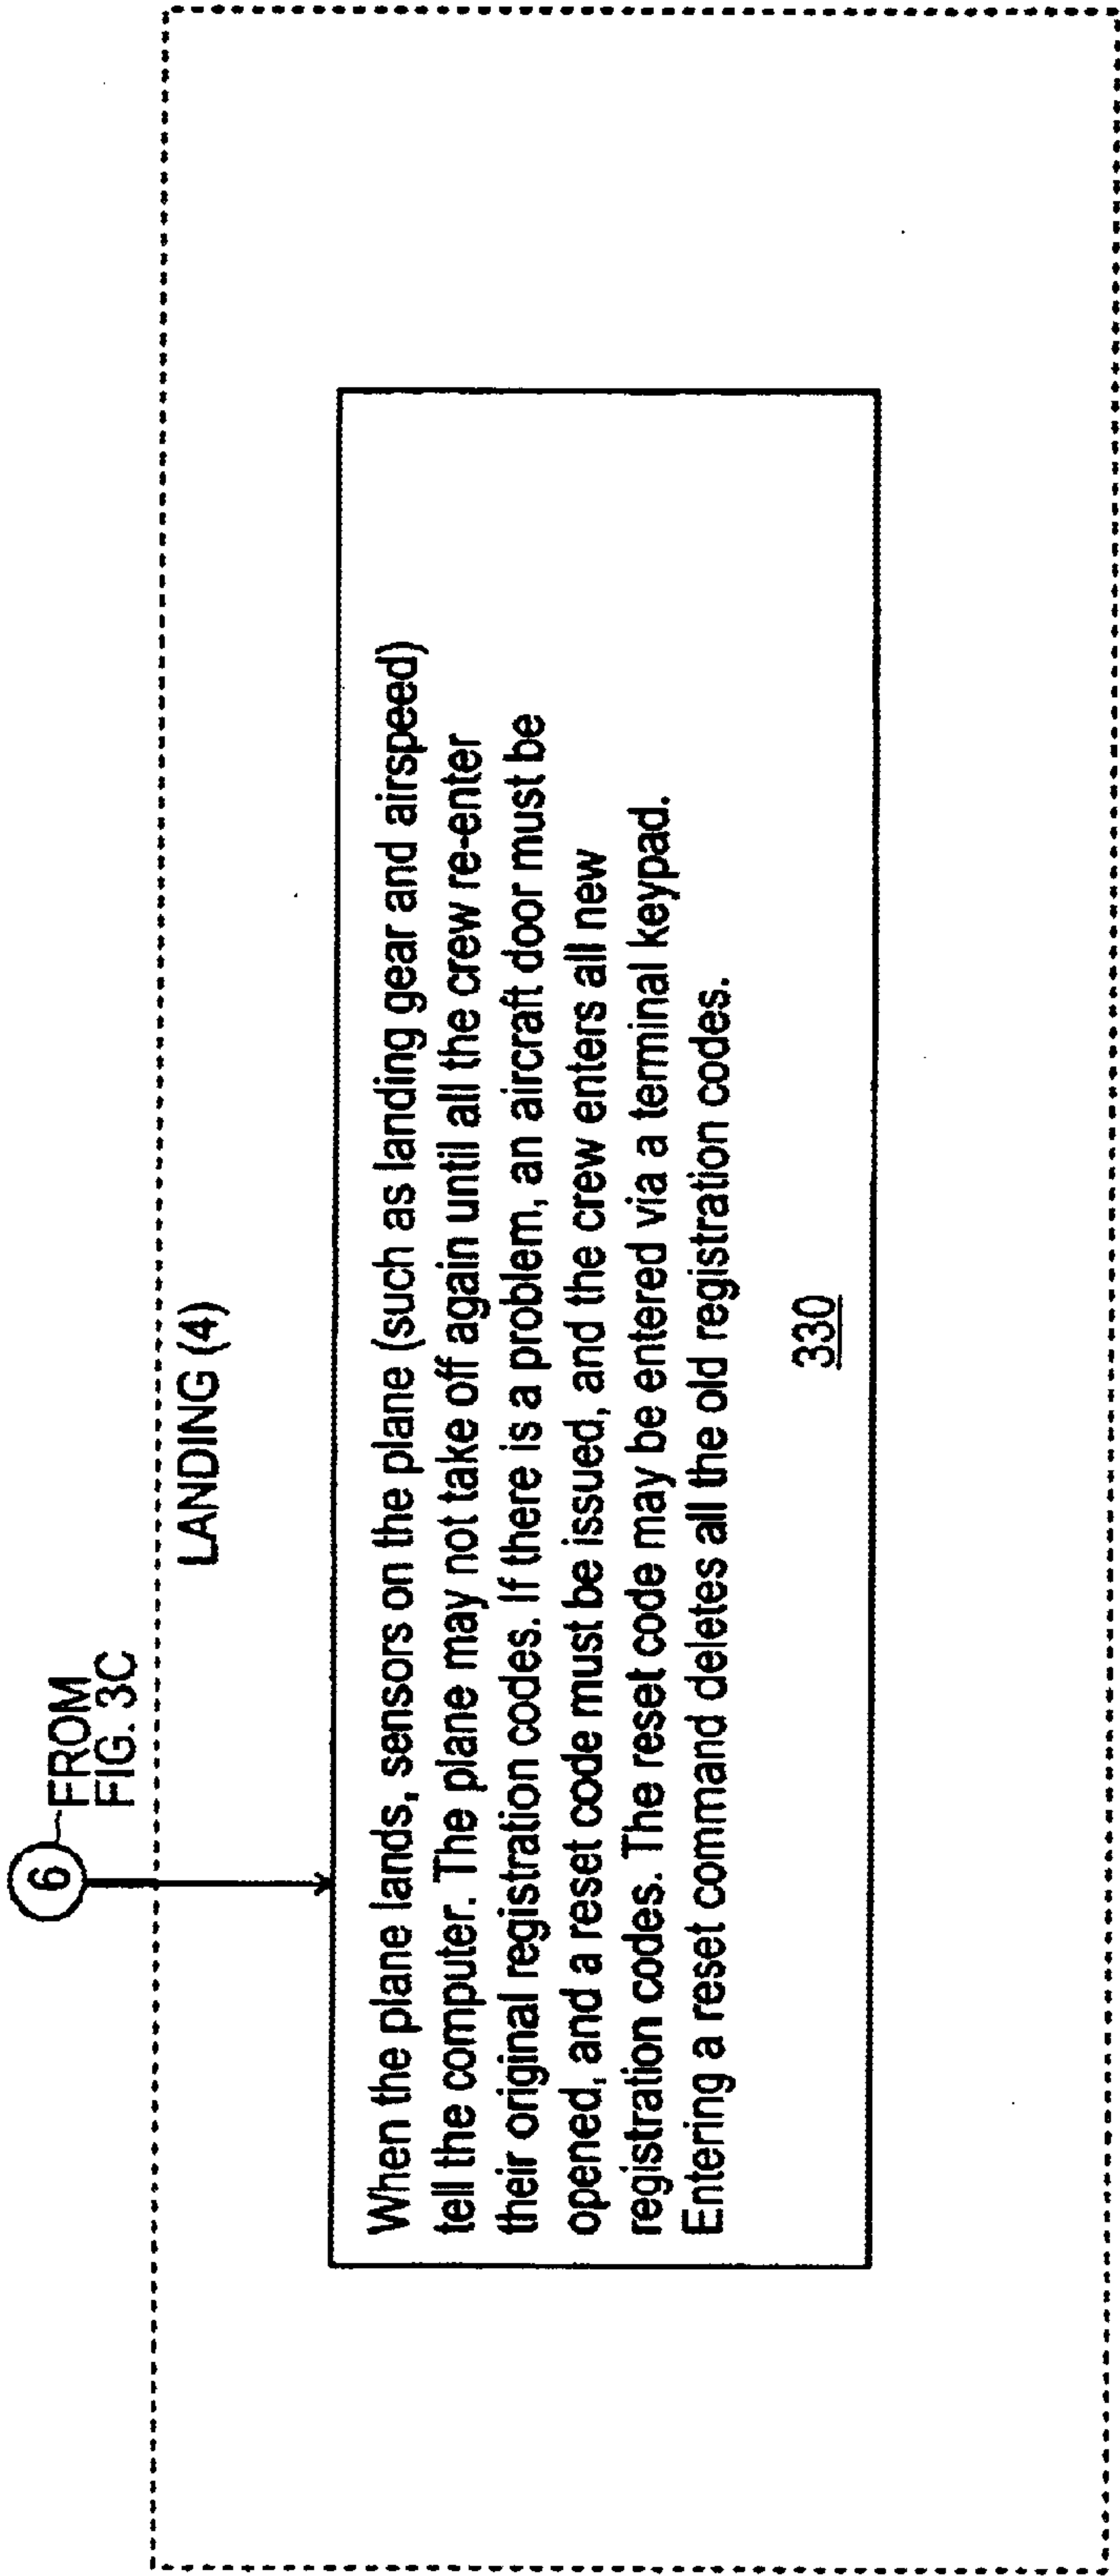 6
FROM
FIG. 3C
LANDING (4)
When the plane lands, sensors on the plane (such as landing gear and airspeed)
tell the computer. The plane may not take off again until all the crew re-enter
their original registration codes. If there is a problem, an aircraft door must be
opened, and a reset code must be issued, and the crew enters all new
registration codes. The reset code may be entered via a terminal keypad.
Entering a reset command deletes all the old registration codes.
330